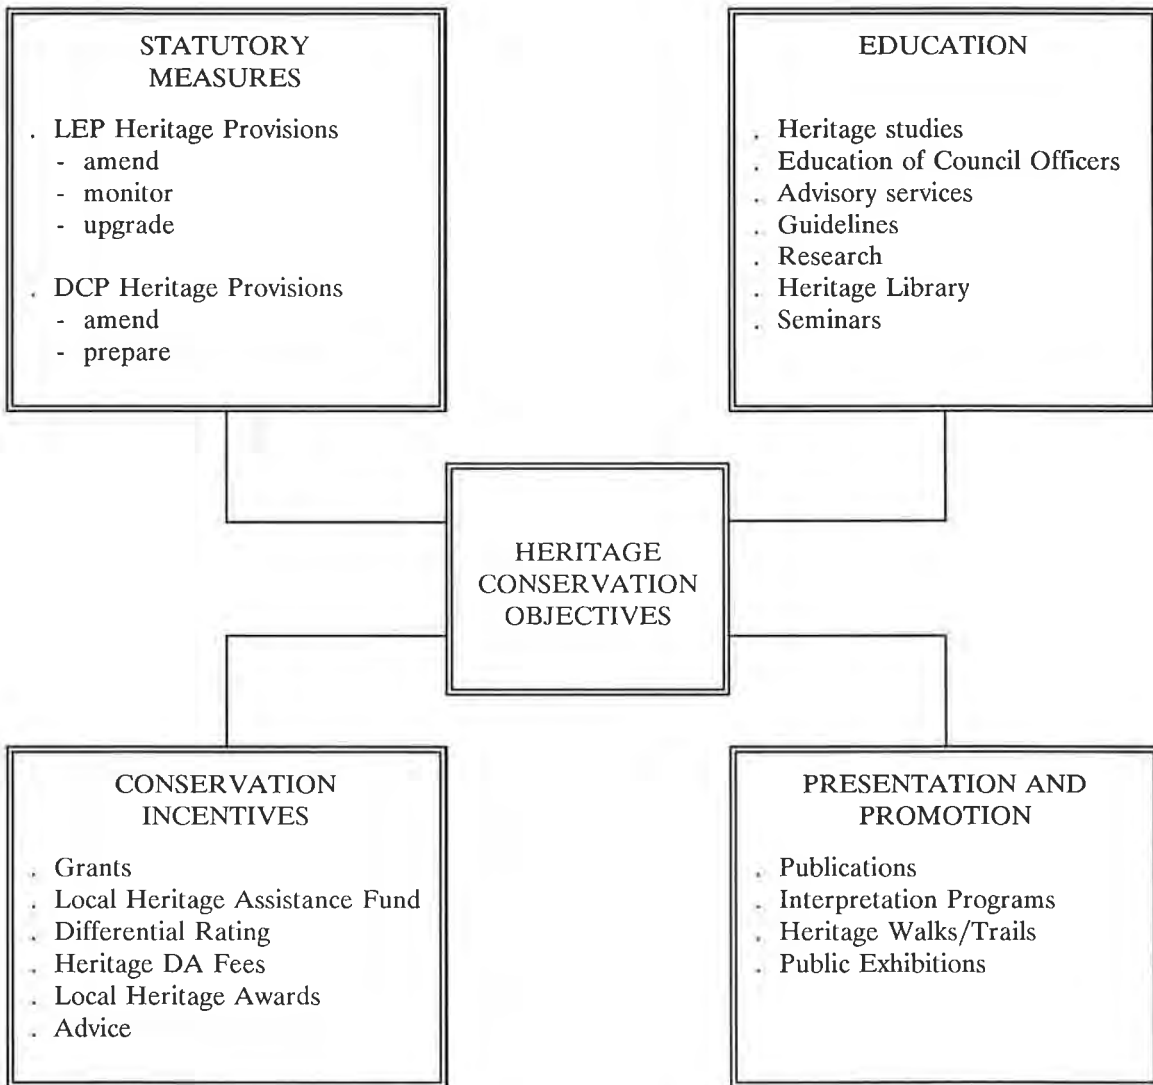 STATUTORY
MEASURES
. LEP Heritage Provisions
- amend
- monitor
- upgrade
. DCP Heritage Provisions
- amend
- prepare
EDUCATION
. Heritage studies
. Education of Council Officers
. Advisory services
. Guidelines
. Research
. Heritage Library
. Seminars
HERITAGE
CONSERVATION
OBJECTIVES
CONSERVATION
INCENTIVES
. Grants
. Local Heritage Assistance Fund
. Differential Rating
. Heritage DA Fees
. Local Heritage Awards
. Advice
PRESENTATION AND
PROMOTION
. Publications
. Interpretation Programs
. Heritage Walks/Trails
. Public Exhibitions